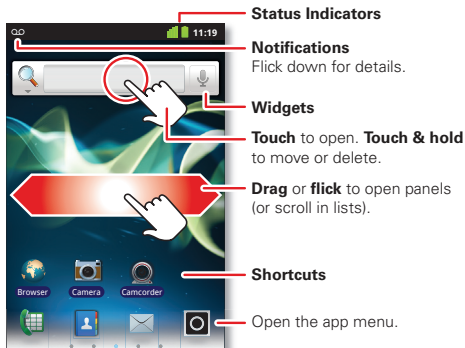 11:19
Status Indicators
Notifications
Flick down for details.
Widgets
Touch to open. Touch & hold
to move or delete.
Drag or flick to open panels
(or scroll in lists).
Browser
Camera
Camcorder
Shortcuts
Open the app menu.